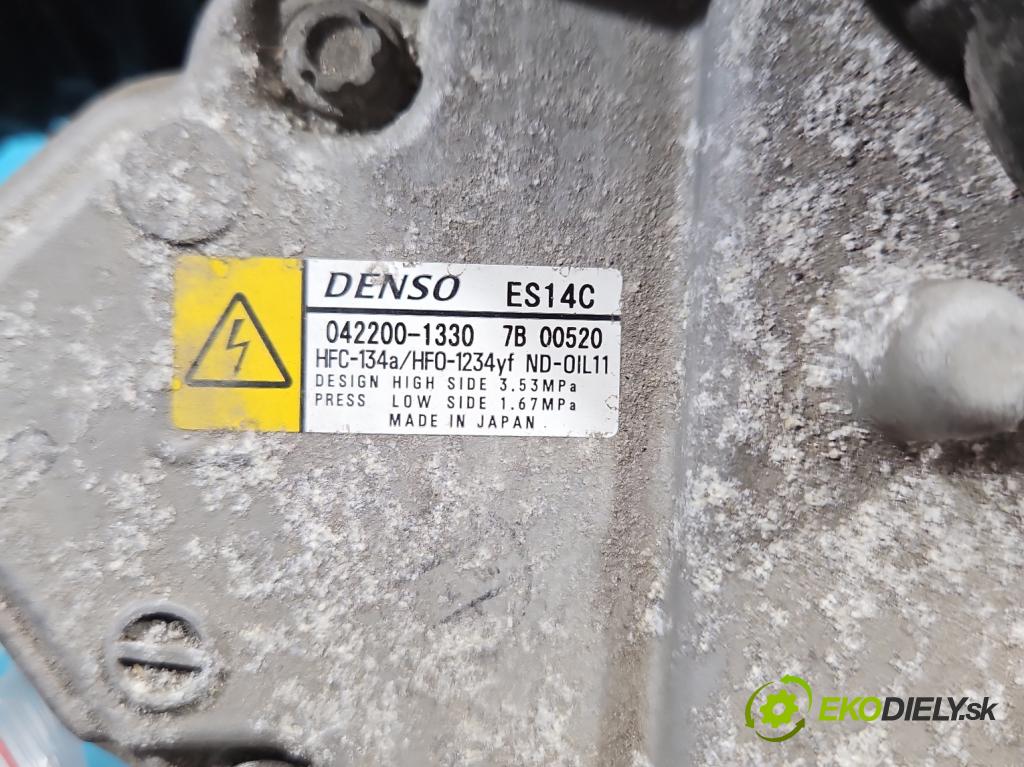 DENSO ES14C
042200-1330 7B 00520
HFC-134a/HFO-1234yf ND-OIL11
DESIGN HIGH SIDE 3.53MPa
PRESS LOW SIDE 1.67MPa
MADE IN JAPAN
EKODIELY.sk